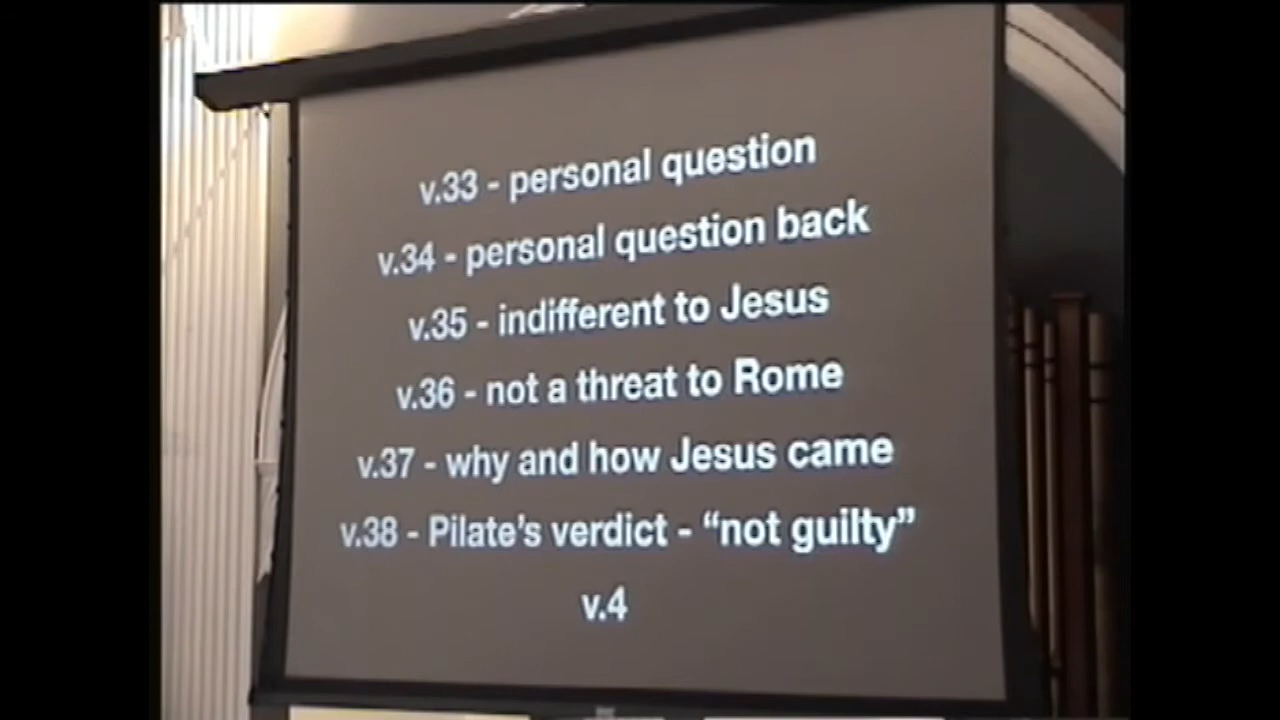 v.33 - personal question
v.34 - personal question back
v.35 - indifferent to Jesus
v.36 - not a threat to Rome
v.37 - why and how Jesus came
v.38 - Pilate’s verdict - “not guilty”
v.4